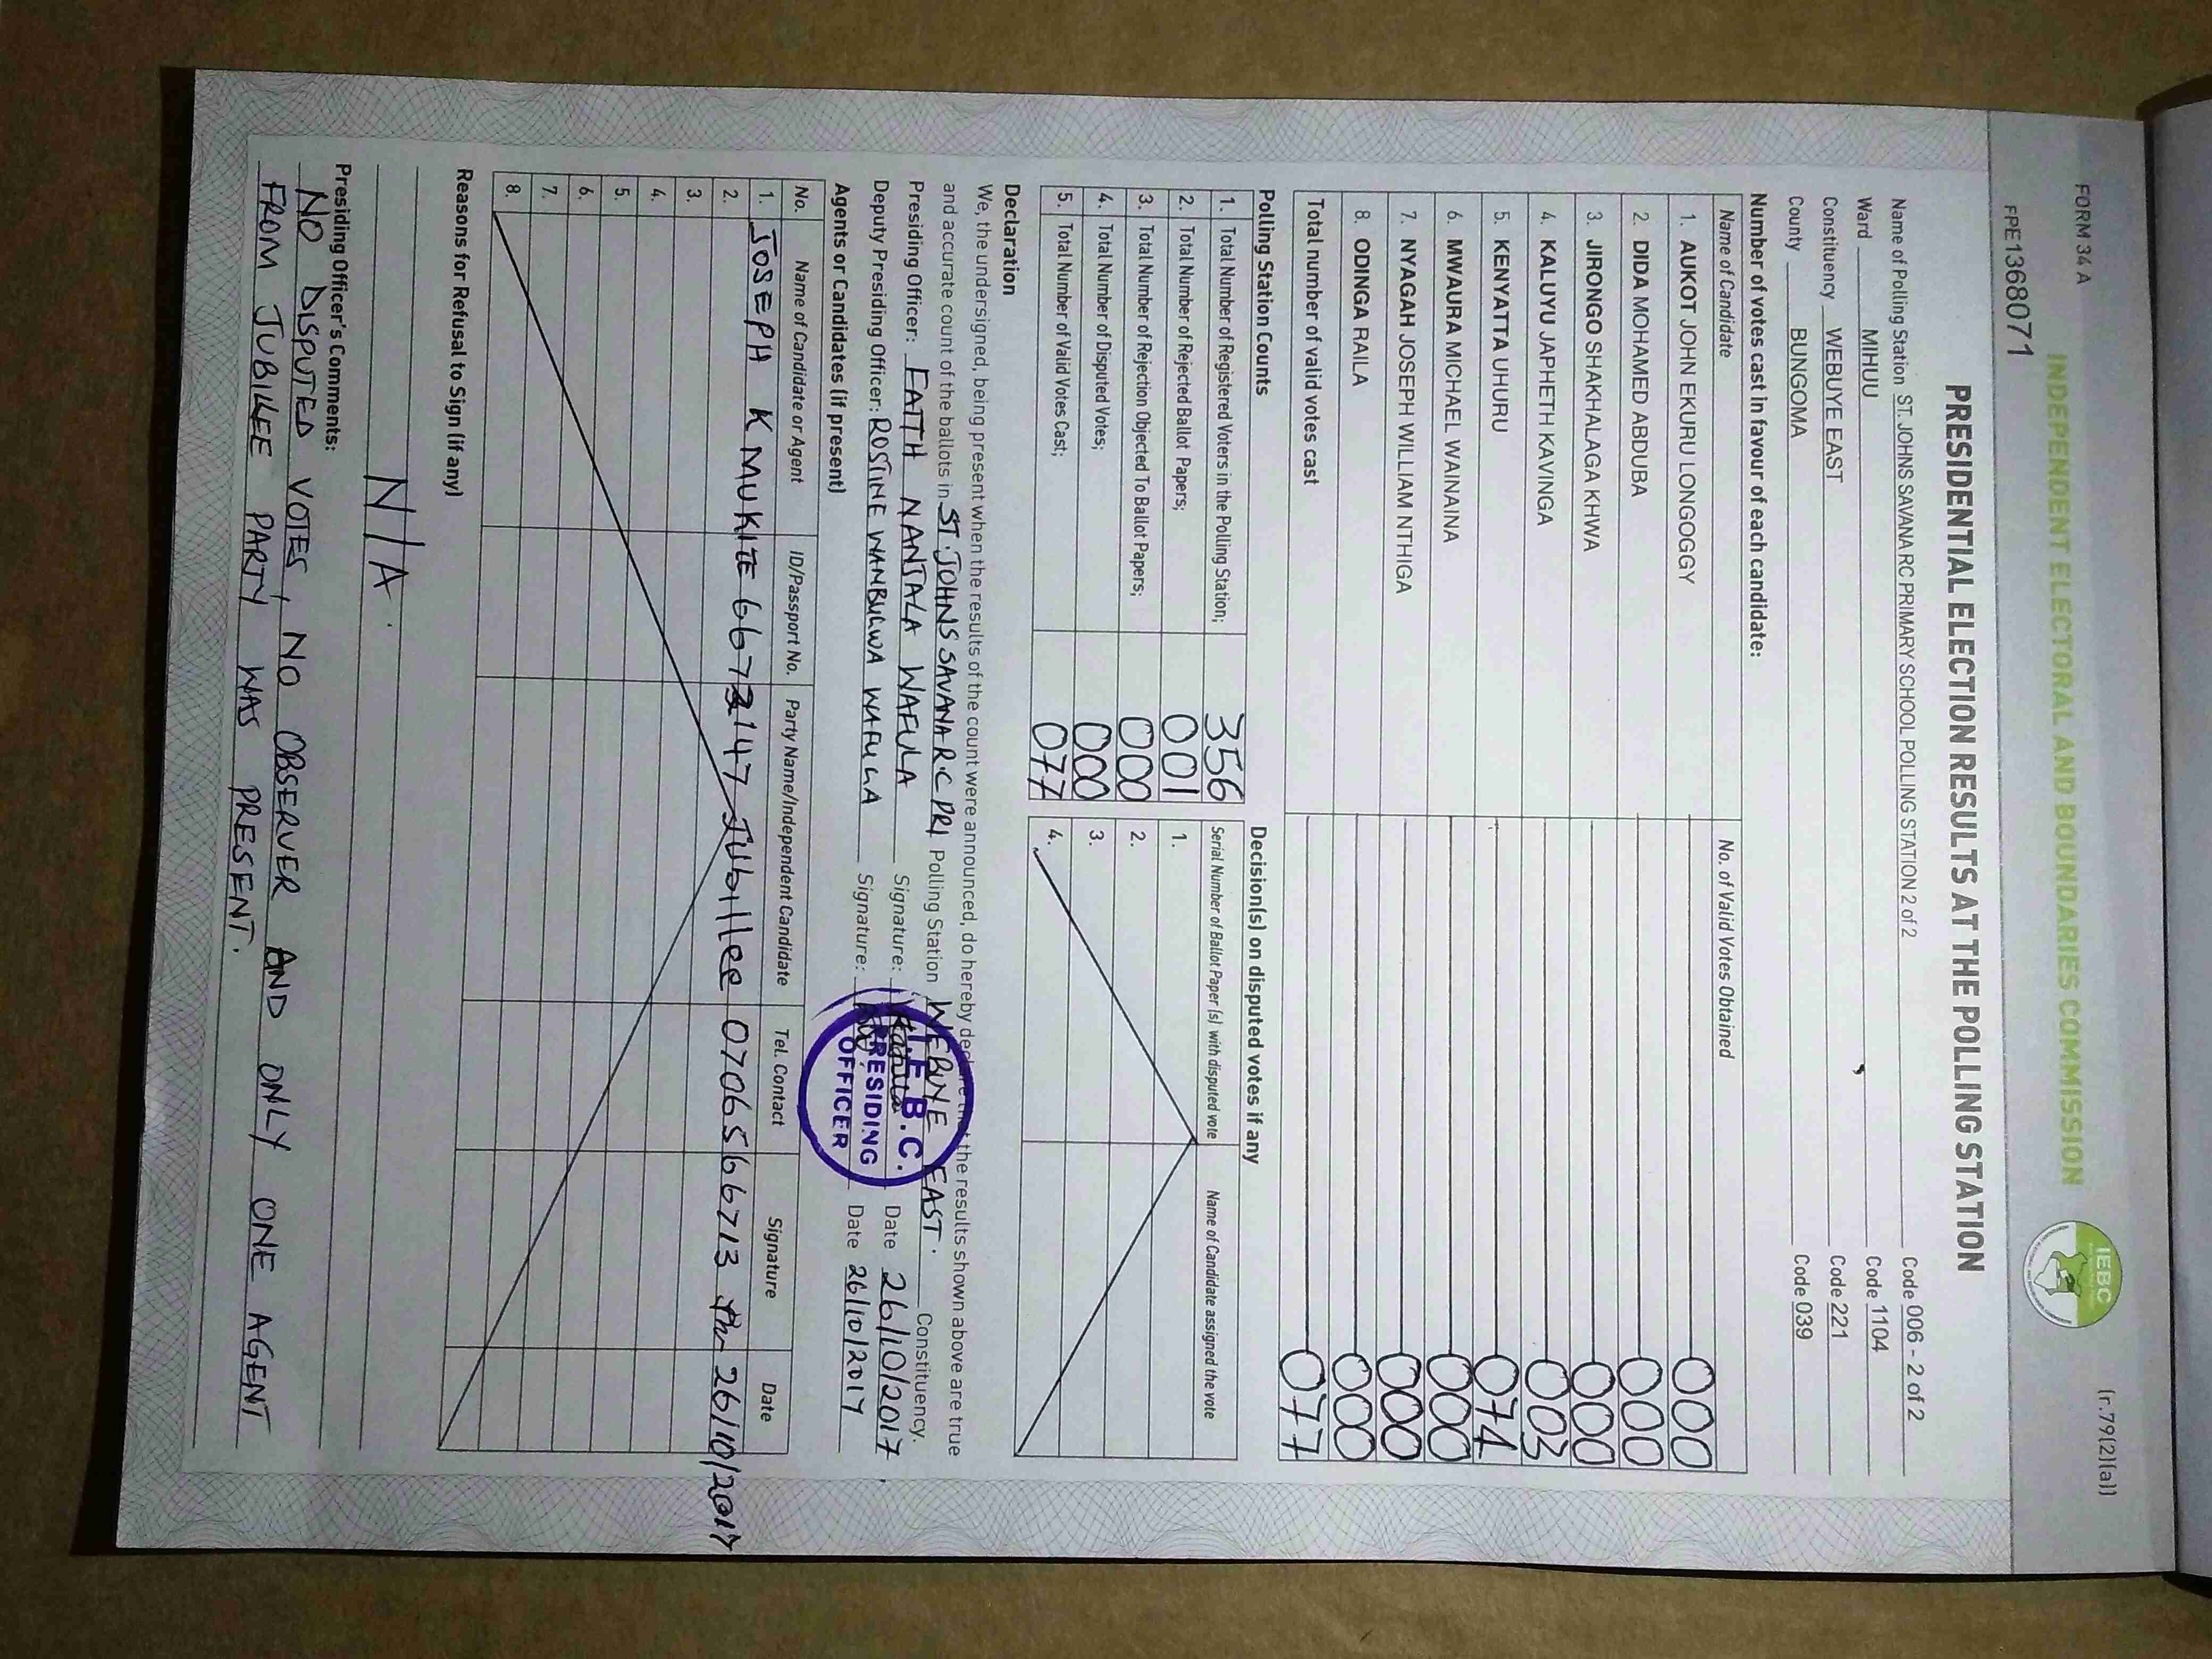 FORM 34 A
(r.79(2)(a))
INDEPENDENT ELECTORAL AND BOUNDARIES COMMISSION
IEBC
FPE1368071
PRESIDENTIAL ELECTION RESULTS AT THE POLLING STATION
Name of Polling Station ST. JOHNS SAVANA RC PRIMARY SCHOOL POLLING STATION 2 of 2 Code 006 - 2 of 2
Ward MIHUU Code 1104
Constituency WEBUYE EAST Code 221
County BUNGOMA Code 039
Number of votes cast in favour of each candidate:
Name of Candidate No. of Valid Votes Obtained
1. AUKOT JOHN EKURU LONGOGGY 000
2. DIDA MOHAMED ABDUBA 000
3. JIRONGO SHAKHALAGA KHWA 000
4. KALUYU JAPHETH KAVINGA 003
5. KENYATTA UHURU 074
6. MWAURA MICHAEL WAINAINA 000
7. NYAGAH JOSEPH WILLIAM NTHIGA 000
8. ODINGA RAILA 000
Total number of valid votes cast 077
Polling Station Counts
1. Total Number of Registered Voters in the Polling Station; 356
2. Total Number of Rejected Ballot Papers; 001
3. Total Number of Rejection Objected To Ballot Papers; 000
4. Total Number of Disputed Votes; 000
5. Total Number of Valid Votes Cast; 077
Decision(s) on disputed votes if any
Serial Number of Ballot Paper (s) with disputed vote Name of Candidate assigned the vote
1.
2.
3.
4.
Declaration
We, the undersigned, being present when the results of the count were announced, do hereby declare that the results shown above are true
and accurate count of the ballots in ST. JOHNS SAVANA R.C PRI Polling Station WEBUYE EAST. Constituency.
Presiding Officer: FAITH NANJALA WAFULA Signature: Date 26/10/2017.
Deputy Presiding Officer: ROSTINE WANBULWA WAFULA Signature: Date 26/10/2017
I.E.B.C.
PRESIDING
OFFICER
Agents or Candidates (if present)
No. Name of Candidate or Agent ID/Passport No. Party Name/Independent Candidate Tel. Contact Signature Date
1. JOSEPH K MUKITE 6672147 Jubillee 0706566713 26/10/2017
2.
3.
4.
5.
6.
7.
8.
Reasons for Refusal to Sign (if any)
N/A.
Presiding Officer's Comments:
NO DISPUTED VOTES, NO OBSERVER AND ONLY ONE AGENT
FROM JUBILEE PARTY WAS PRESENT.